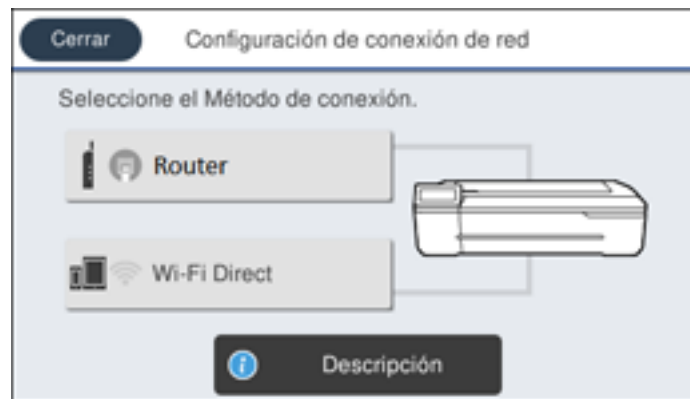 Cerrar Configuración de conexión de red
Seleccione el Método de conexión.
Router
Wi-Fi Direct
Descripción